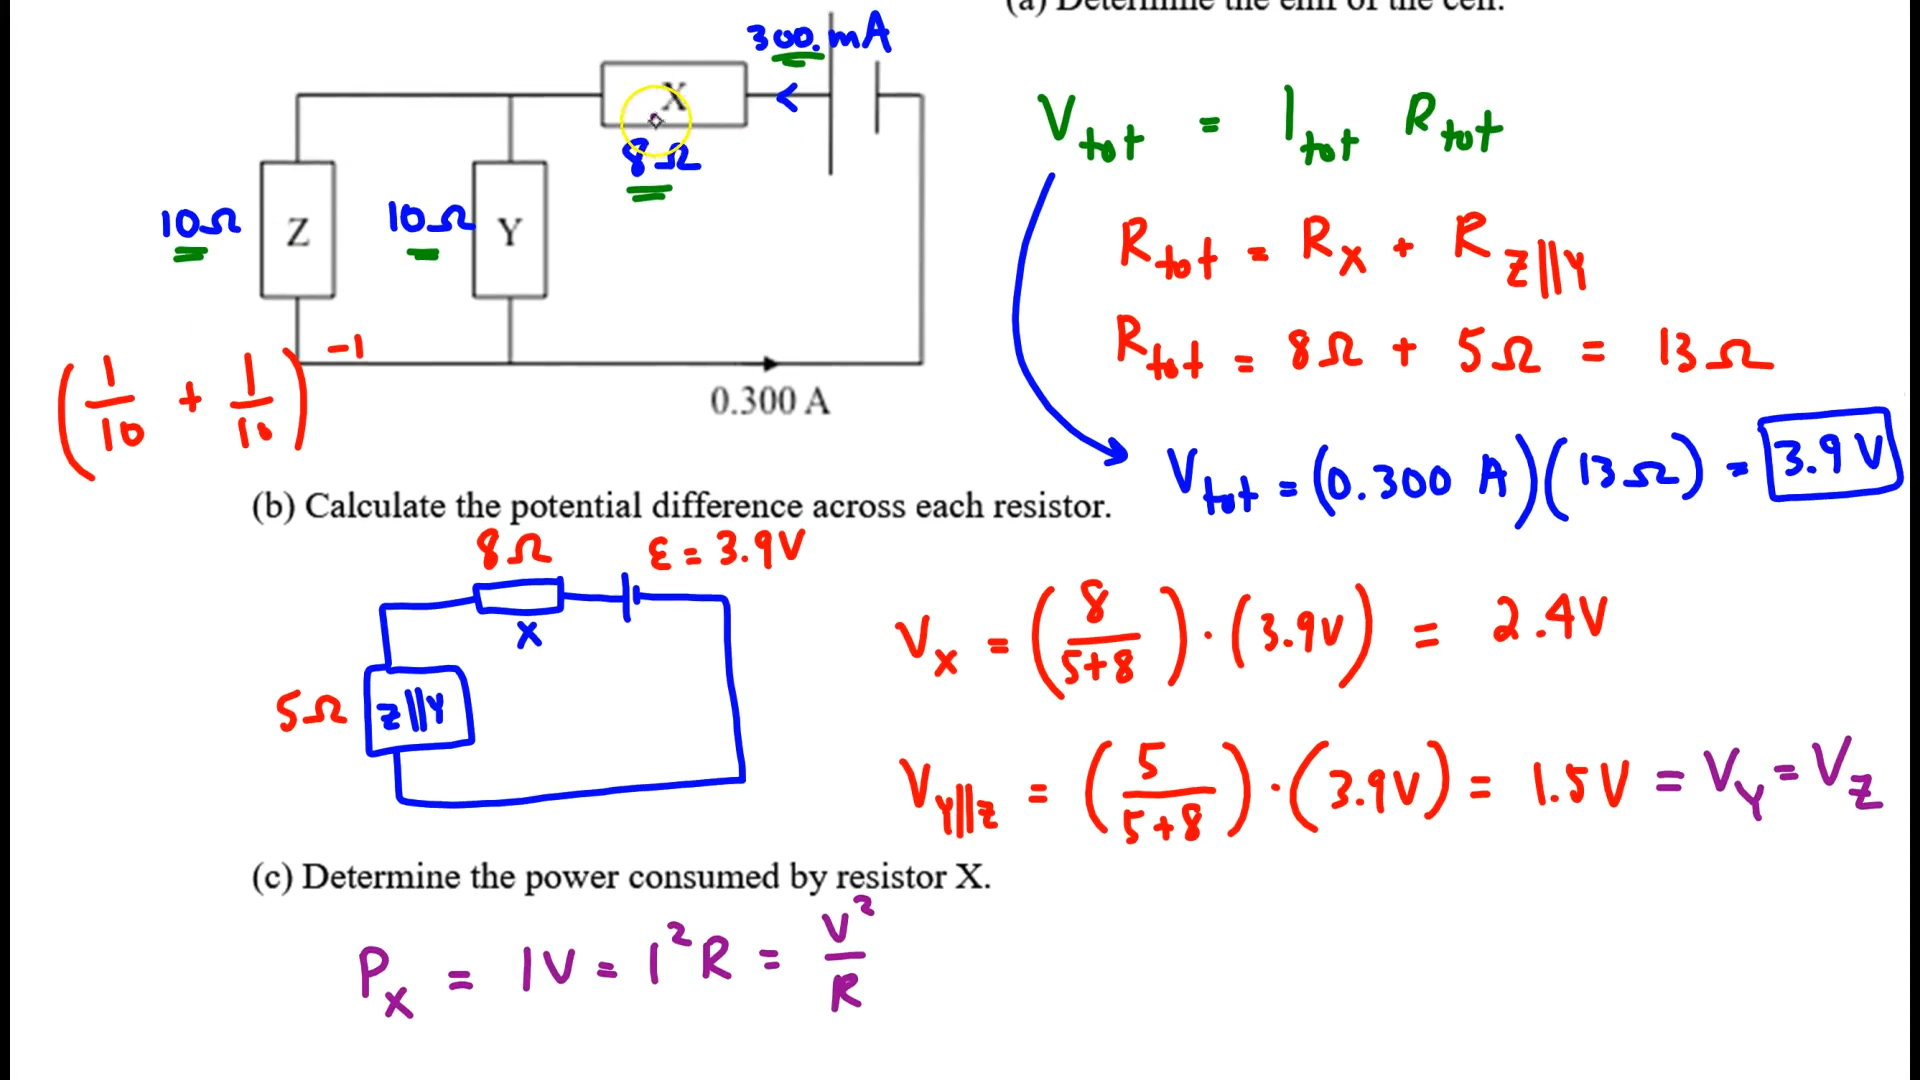 (a) Determine the emf of the cell.
300. mA
X
8Ω
10Ω
Z
10Ω
Y
(1/10 + 1/10)^-1
0.300 A
V_tot = I_tot R_tot
R_tot = R_X + R_Z||Y
R_tot = 8Ω + 5Ω = 13Ω
V_tot = (0.300 A)(13Ω) = 3.9 V
(b) Calculate the potential difference across each resistor.
8Ω
ε = 3.9V
X
5Ω
Z||Y
V_X = (8/(5+8)) · (3.9V) = 2.4V
V_Y||Z = (5/(5+8)) · (3.9V) = 1.5V = V_Y = V_Z
(c) Determine the power consumed by resistor X.
P_X = IV = I²R = V²/R